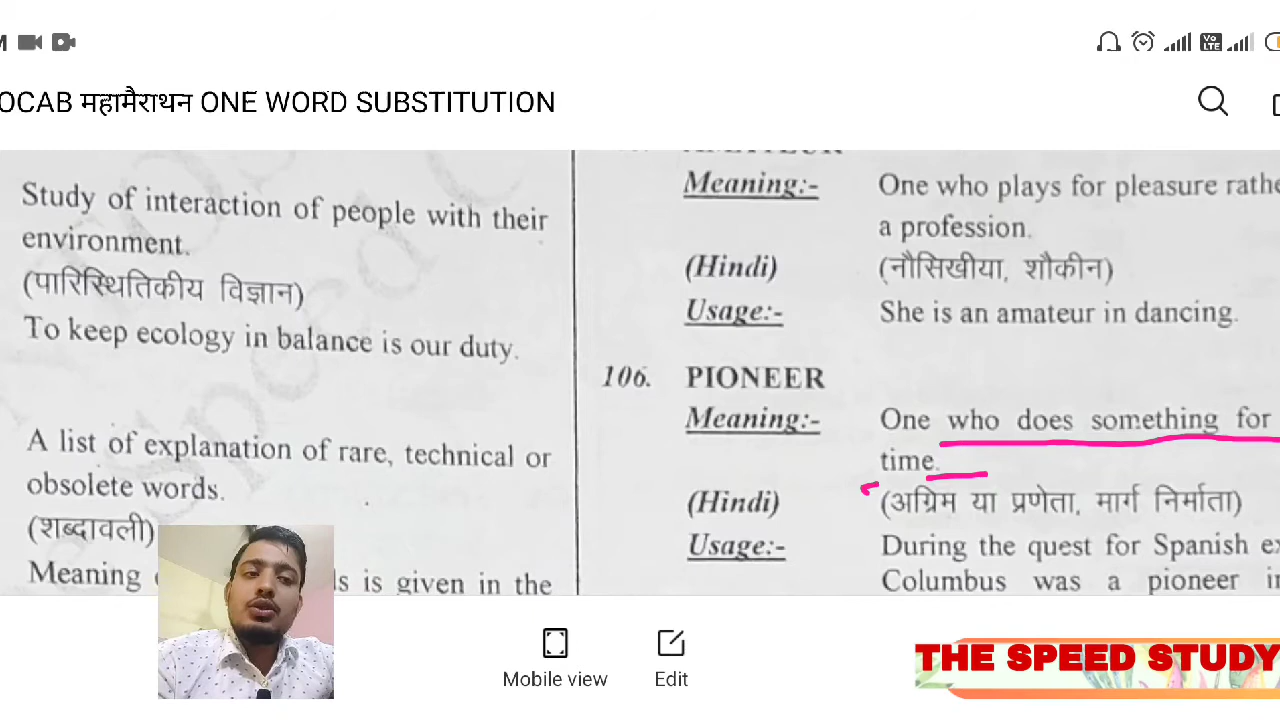 OCAB महामैराथन ONE WORD SUBSTITUTION
Study of interaction of people with their
environment.
(पारिस्थितिकीय विज्ञान)
To keep ecology in balance is our duty.
A list of explanation of rare, technical or
obsolete words.
(शब्दावली)
Meaning
is given in the
Meaning:- One who plays for pleasure
a profession.
(Hindi) (नौसिखीया, शौकीन)
Usage:- She is an amateur in dancing.
106. PIONEER
Meaning:- One who does something for
time.
(Hindi) (अग्रिम या प्रणेता, मार्ग निर्माता)
Usage:- During the quest for Spanish
Columbus was a pioneer
Mobile view
Edit
THE SPEED STUDY